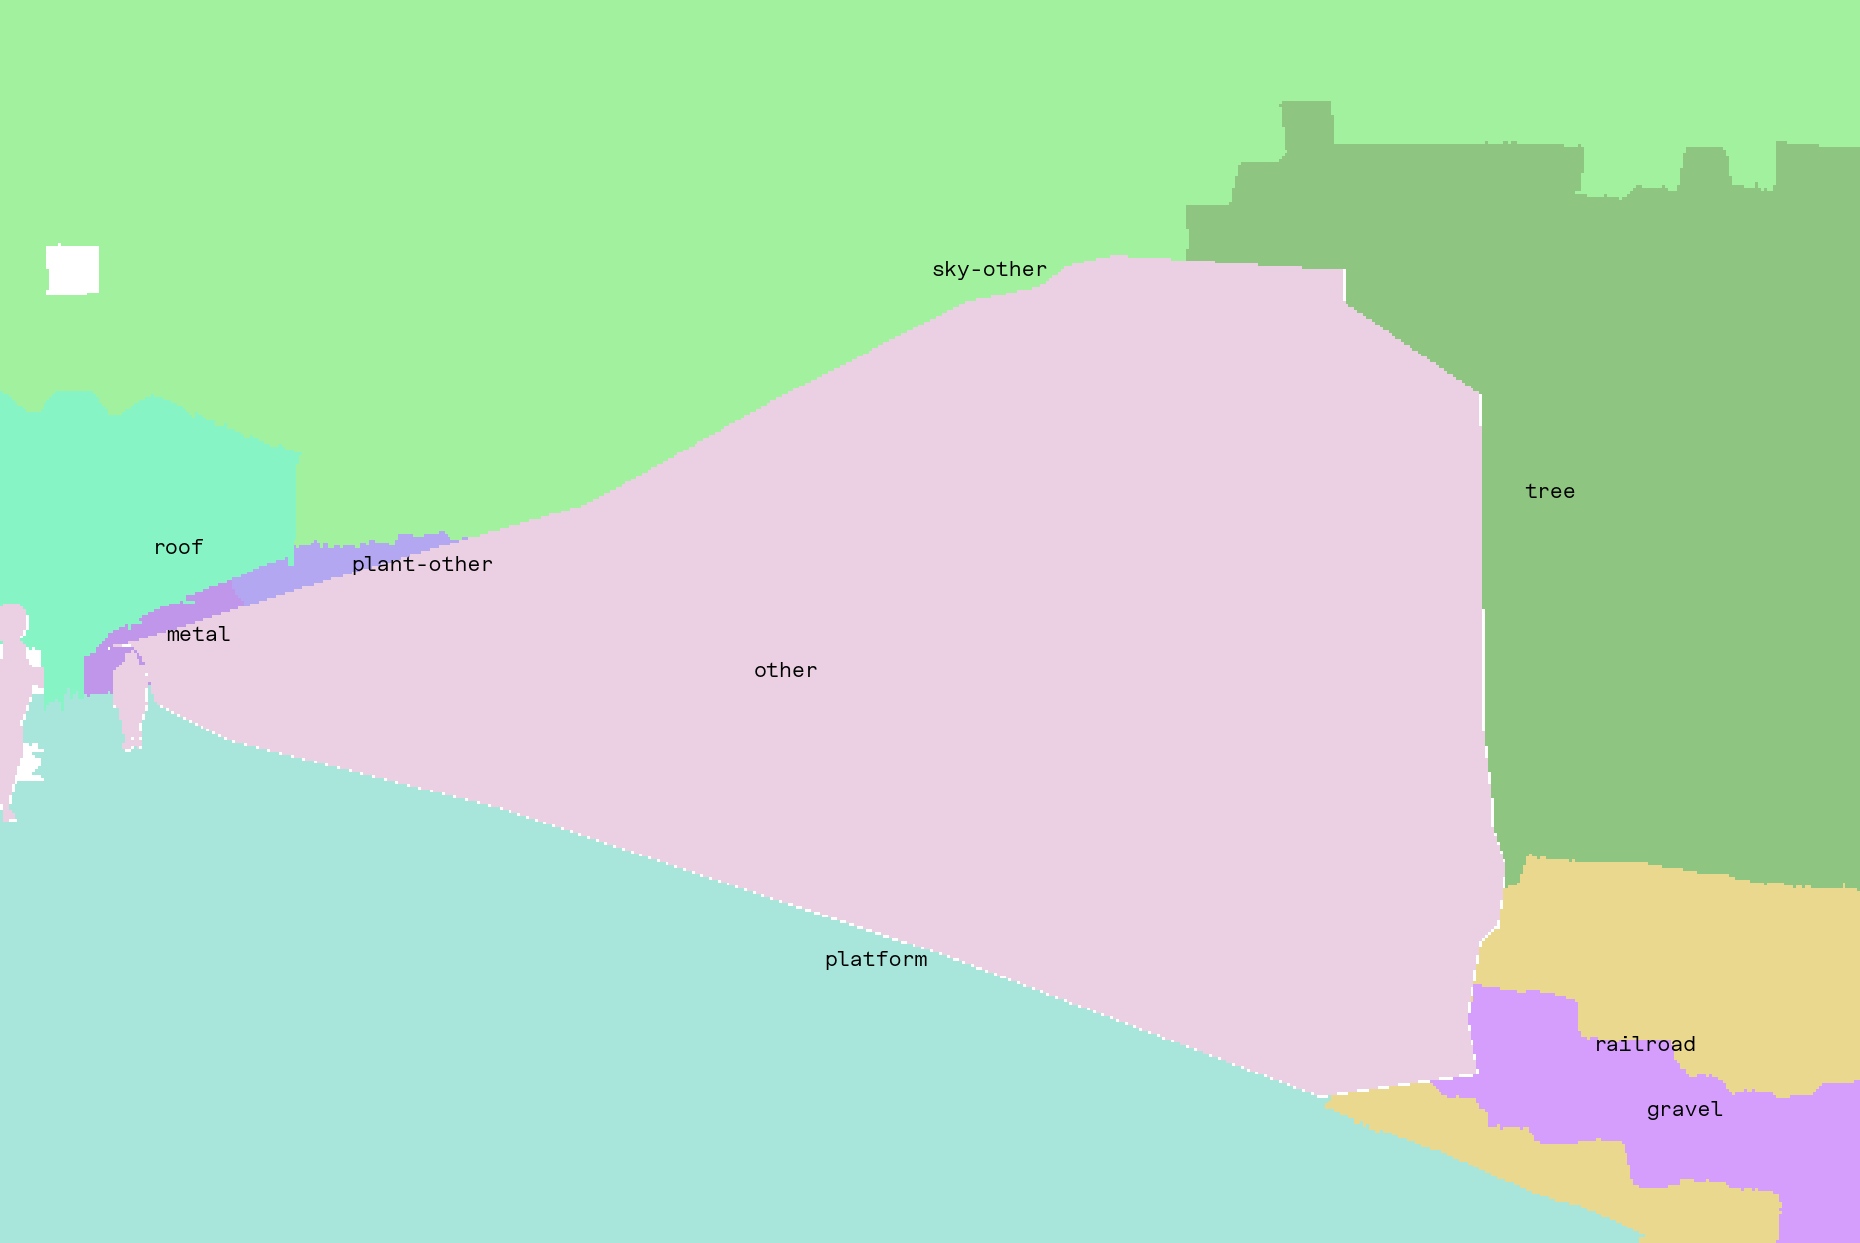 sky-other
tree
roof
plant-other
metal
other
platform
railroad
gravel